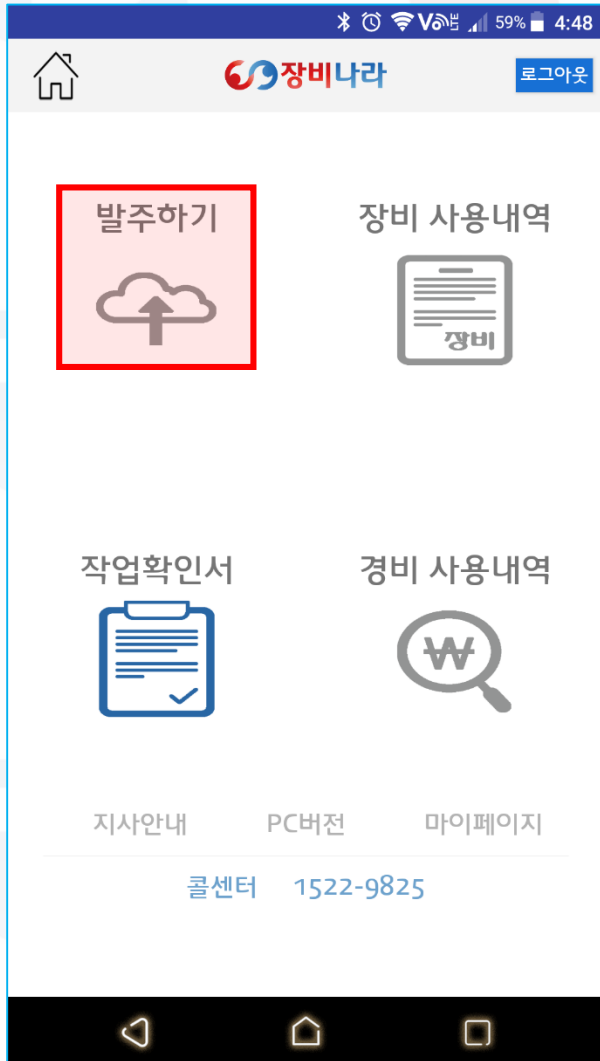 59% 4:48
장비나라
로그아웃
발주하기
장비 사용내역
장비
작업확인서
경비 사용내역
₩
지사안내 PC버전 마이페이지
콜센터 1522-9825